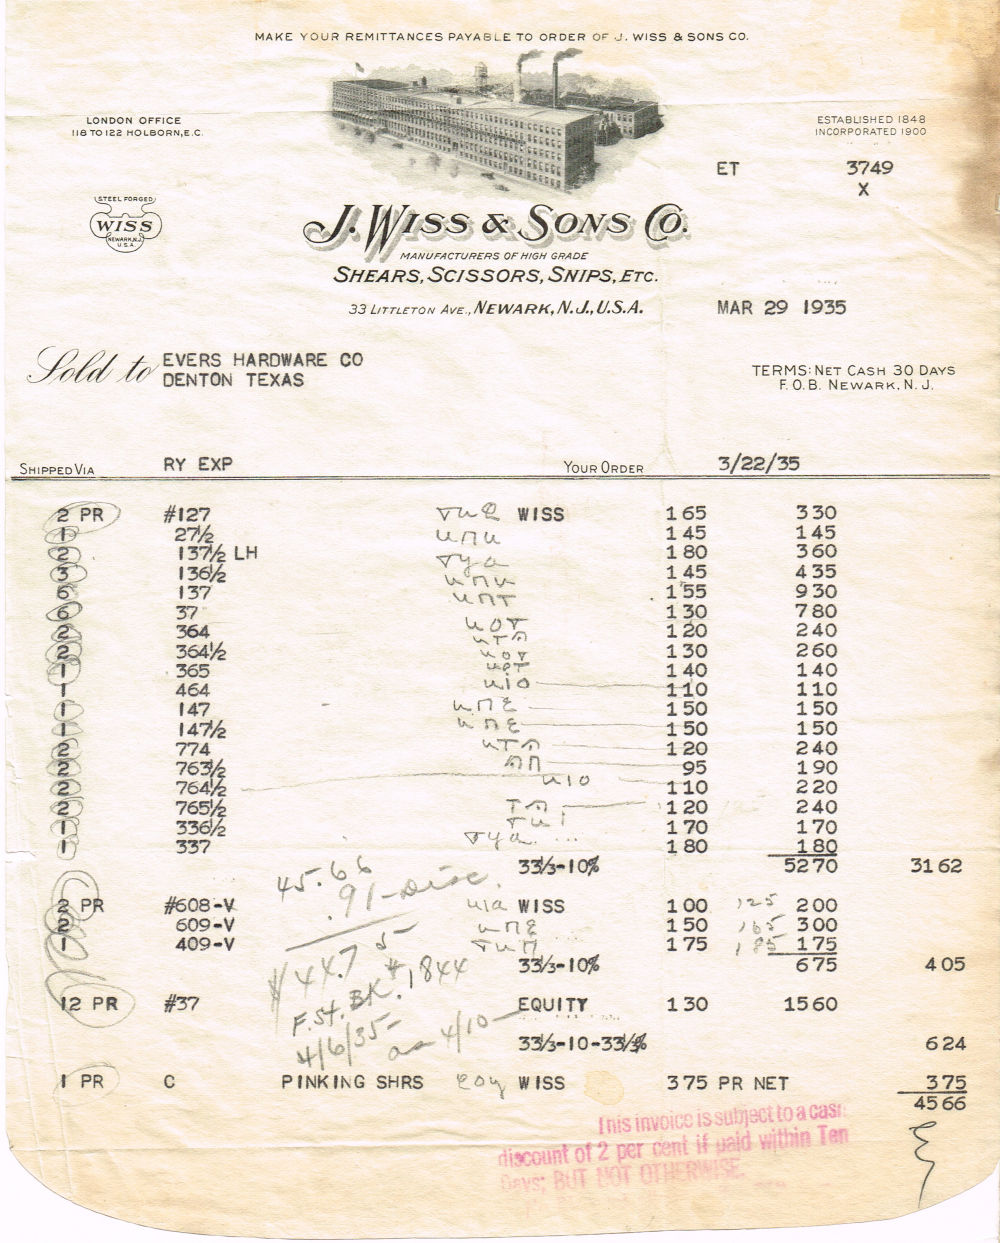 MAKE YOUR REMITTANCES PAYABLE TO ORDER OF J. WISS & SONS CO.
LONDON OFFICE
118 TO 122 HOLBORN, E.C.
ESTABLISHED 1848
INCORPORATED 1900
ET 3749
X
STEEL FORGED
WISS
NEWARK, N.J.
U.S.A.
J. WISS & SONS CO.
MANUFACTURERS OF HIGH GRADE
SHEARS, SCISSORS, SNIPS, ETC.
33 LITTLETON AVE., NEWARK, N.J., U.S.A.
MAR 29 1935
Sold to EVERS HARDWARE CO
DENTON TEXAS
TERMS: NET CASH 30 DAYS
F.O.B. NEWARK, N.J.
SHIPPED VIA RY EXP YOUR ORDER 3/22/35
2 PR #127 WISS 165 330
1 27½ 145 145
2 137½ LH 180 360
3 136½ 145 435
6 137 155 930
6 37 130 780
2 364 120 240
2 364½ 130 260
1 365 140 140
1 464 110 110
1 147 150 150
1 147½ 150 150
2 774 120 240
2 763½ 95 190
2 764½ 110 220
2 765½ 120 240
1 336½ 170 170
1 337 180 180
33⅓-10% 5270 3162
45.66
.91-Disc.
2 PR #608-V WISS 100 125 200
2 609-V 150 165 300
1 409-V 175 185 175
$44.75
33⅓-10% 675 405
F. St. BK. #1844
12 PR #37 EQUITY 130 1560
4/6/35- as 4/10-
33⅓-10-33⅓% 624
1 PR C PINKING SHRS WISS 375 PR NET 375
4566
This invoice is subject to a cash
discount of 2 per cent if paid within Ten
Days; BUT NOT OTHERWISE.